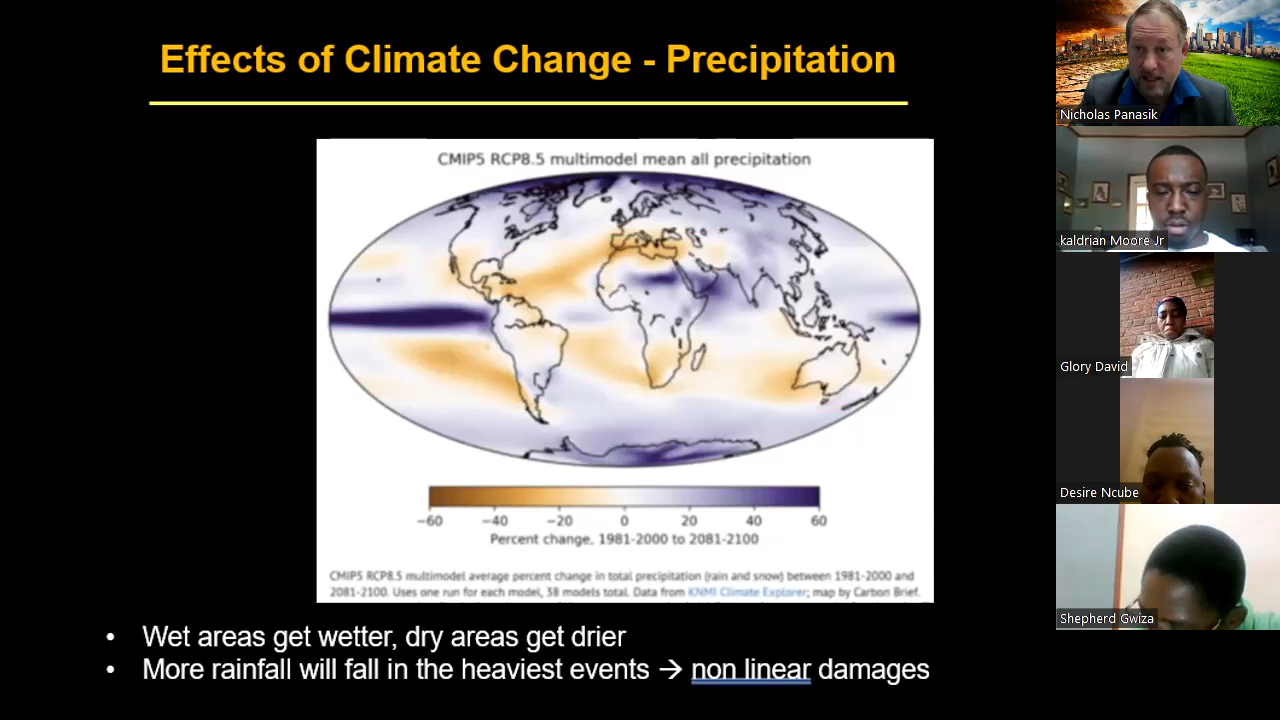 Effects of Climate Change - Precipitation
CMIP5 RCP8.5 multimodel mean all precipitation
−60 −40 −20 0 20 40 60
Percent change, 1981-2000 to 2081-2100
CMIP5 RCP8.5 multimodel average percent change in total precipitation (rain and snow) between 1981-2000 and
2081-2100. Uses one run for each model, 38 models total. Data from KNMI Climate Explorer; map by Carbon Brief.
• Wet areas get wetter, dry areas get drier
• More rainfall will fall in the heaviest events → non linear damages
Nicholas Panasik
kaldrian Moore Jr
Glory David
Desire Ncube
Shepherd Gwiza